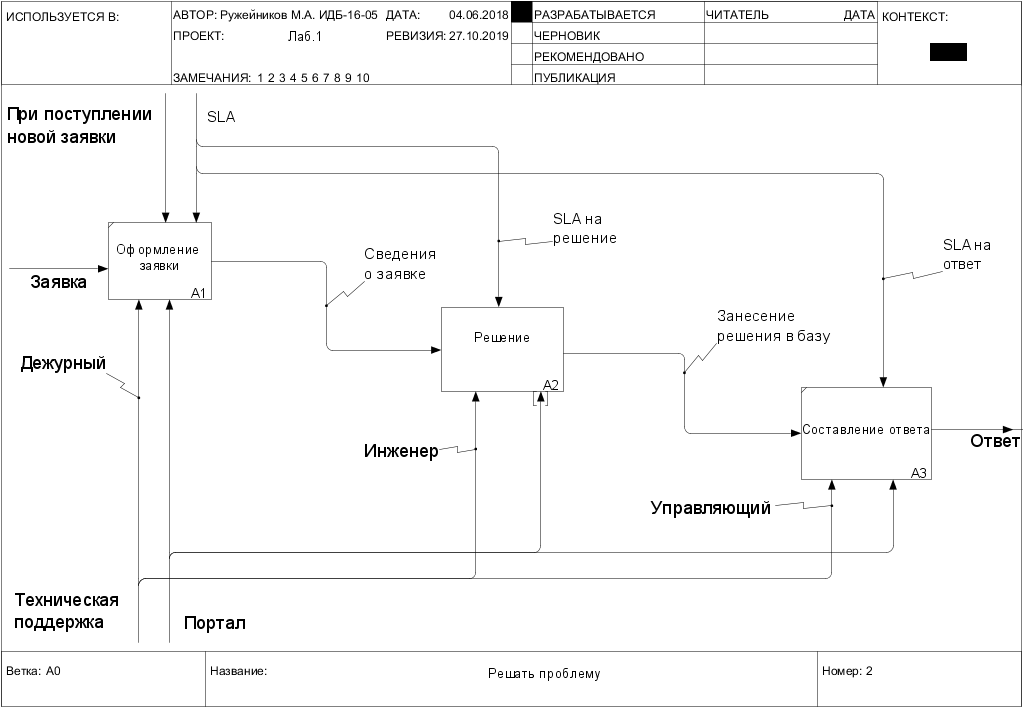 ИСПОЛЬЗУЕТСЯ В:
АВТОР: Ружейников М.А. ИДБ-16-05 ДАТА: 04.06.2018
ПРОЕКТ: Лаб.1 РЕВИЗИЯ: 27.10.2019
ЗАМЕЧАНИЯ: 1 2 3 4 5 6 7 8 9 10
РАЗРАБАТЫВАЕТСЯ
ЧЕРНОВИК
РЕКОМЕНДОВАНО
ПУБЛИКАЦИЯ
ЧИТАТЕЛЬ ДАТА
КОНТЕКСТ:
При поступлении
новой заявки
SLA
Оформление
заявки
A1
Заявка
Сведения
о заявке
SLA на
решение
SLA на
ответ
Решение
A2
Занесение
решения в базу
Дежурный
Составление ответа
A3
Ответ
Инженер
Управляющий
Техническая
поддержка
Портал
Ветка: A0
Название: Решать проблему
Номер: 2